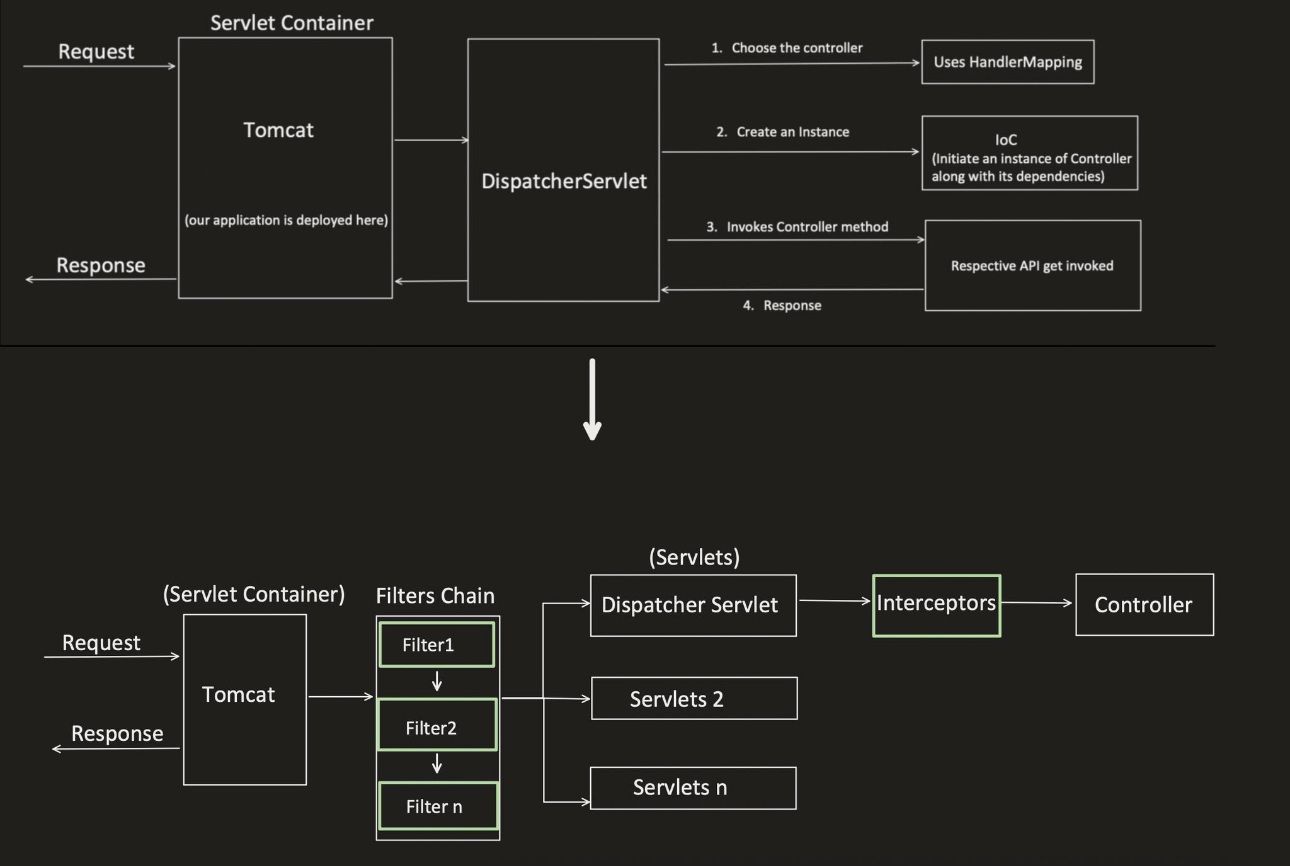 Servlet Container
Request
Tomcat
(our application is deployed here)
Response
DispatcherServlet
1. Choose the controller
Uses HandlerMapping
2. Create an Instance
IoC
(Initiate an instance of Controller
along with its dependencies)
3. Invokes Controller method
Respective API get invoked
4. Response
(Servlet Container)
Request
Tomcat
Response
Filters Chain
Filter1
Filter2
Filter n
(Servlets)
Dispatcher Servlet
Servlets 2
Servlets n
Interceptors
Controller